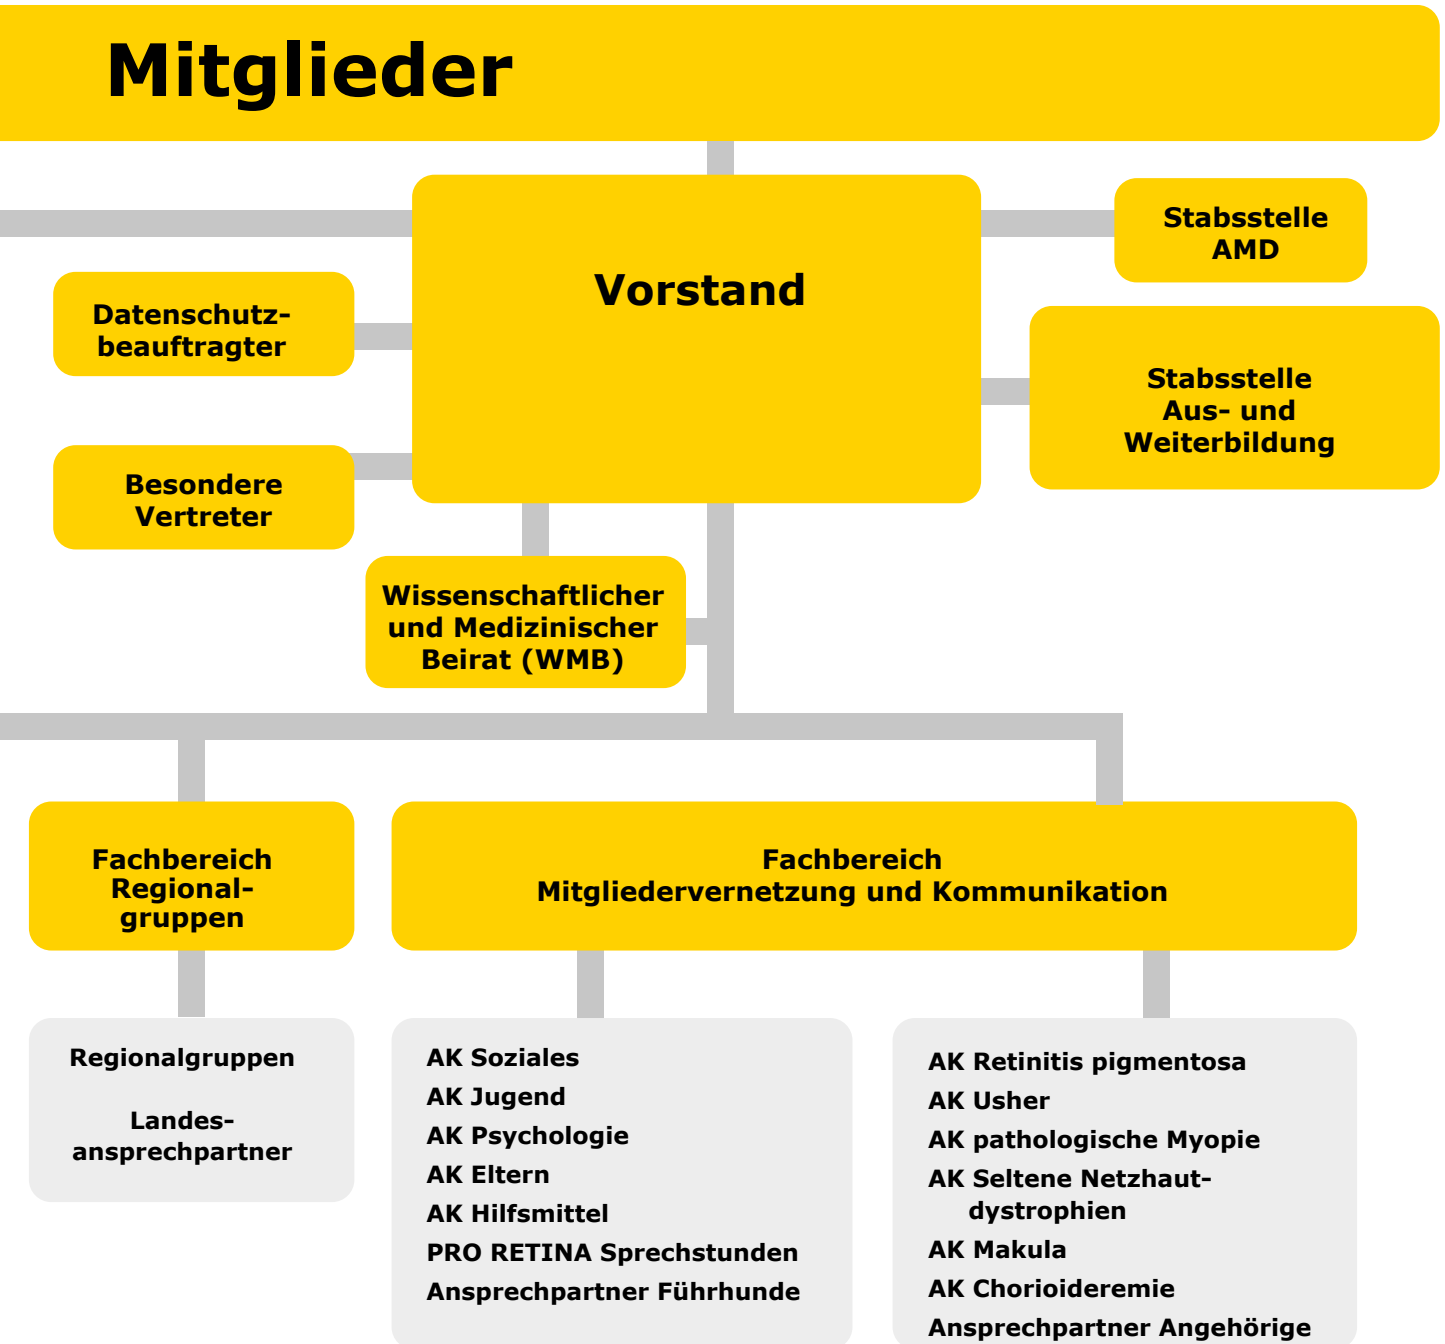 Mitglieder
Vorstand
Stabsstelle
AMD
Datenschutz-
beauftragter
Stabsstelle
Aus- und
Weiterbildung
Besondere
Vertreter
Wissenschaftlicher
und Medizinischer
Beirat (WMB)
Fachbereich
Regional-
gruppen
Fachbereich
Mitgliedervernetzung und Kommunikation
Regionalgruppen
Landes-
ansprechpartner
AK Soziales
AK Jugend
AK Psychologie
AK Eltern
AK Hilfsmittel
PRO RETINA Sprechstunden
Ansprechpartner Führhunde
AK Retinitis pigmentosa
AK Usher
AK pathologische Myopie
AK Seltene Netzhaut-
dystrophien
AK Makula
AK Chorioideremie
Ansprechpartner Angehörige